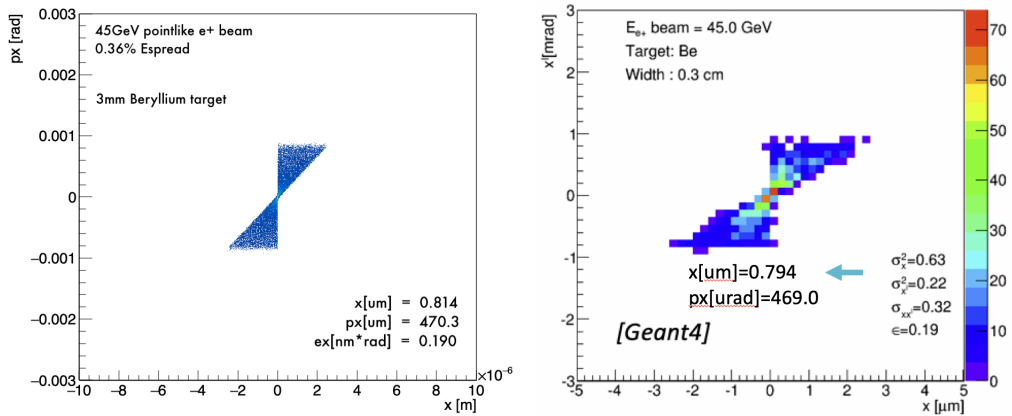 px [rad]
0.003
0.002
0.001
0
−0.001
−0.002
−0.003
45GeV pointlike e+ beam
0.36% Espread
3mm Beryllium target
x[um] = 0.814
px[um] = 470.3
ex[nm*rad] = 0.190
−10 −8 −6 −4 −2 0 2 4 6 8 10
×10⁻⁶
x [m]
x'[mrad]
3
2
1
0
-1
-2
-3
E_e+ beam = 45.0 GeV
Target: Be
Width : 0.3 cm
x[um]=0.794
px[urad]=469.0
[Geant4]
σ²_x=0.63
σ²_x'=0.22
σ_xx'=0.32
ϵ=0.19
-5 -4 -3 -2 -1 0 1 2 3 4 5
x [μm]
70
60
50
40
30
20
10
0